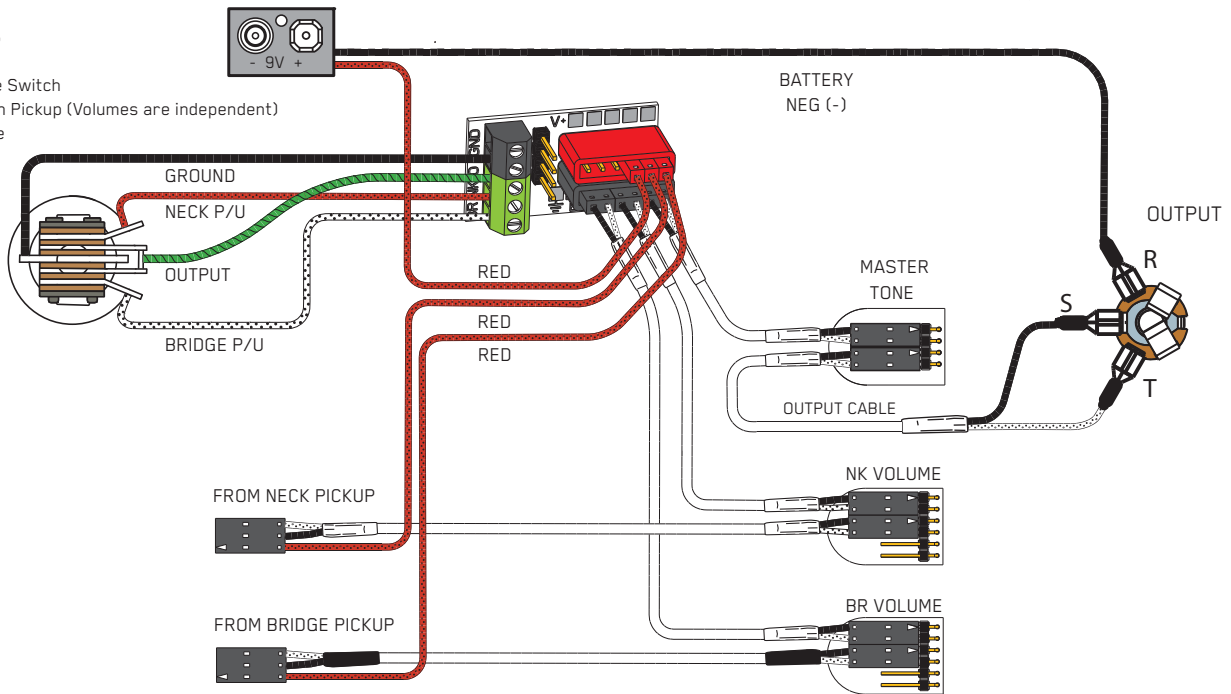 - 9V +
e Switch
n Pickup (Volumes are independent)
e
BATTERY
NEG (-)
V+
GND
GROUND
NECK P/U
OUTPUT
BRIDGE P/U
RED
RED
RED
MASTER
TONE
OUTPUT
R
S
T
OUTPUT CABLE
FROM NECK PICKUP
NK VOLUME
FROM BRIDGE PICKUP
BR VOLUME